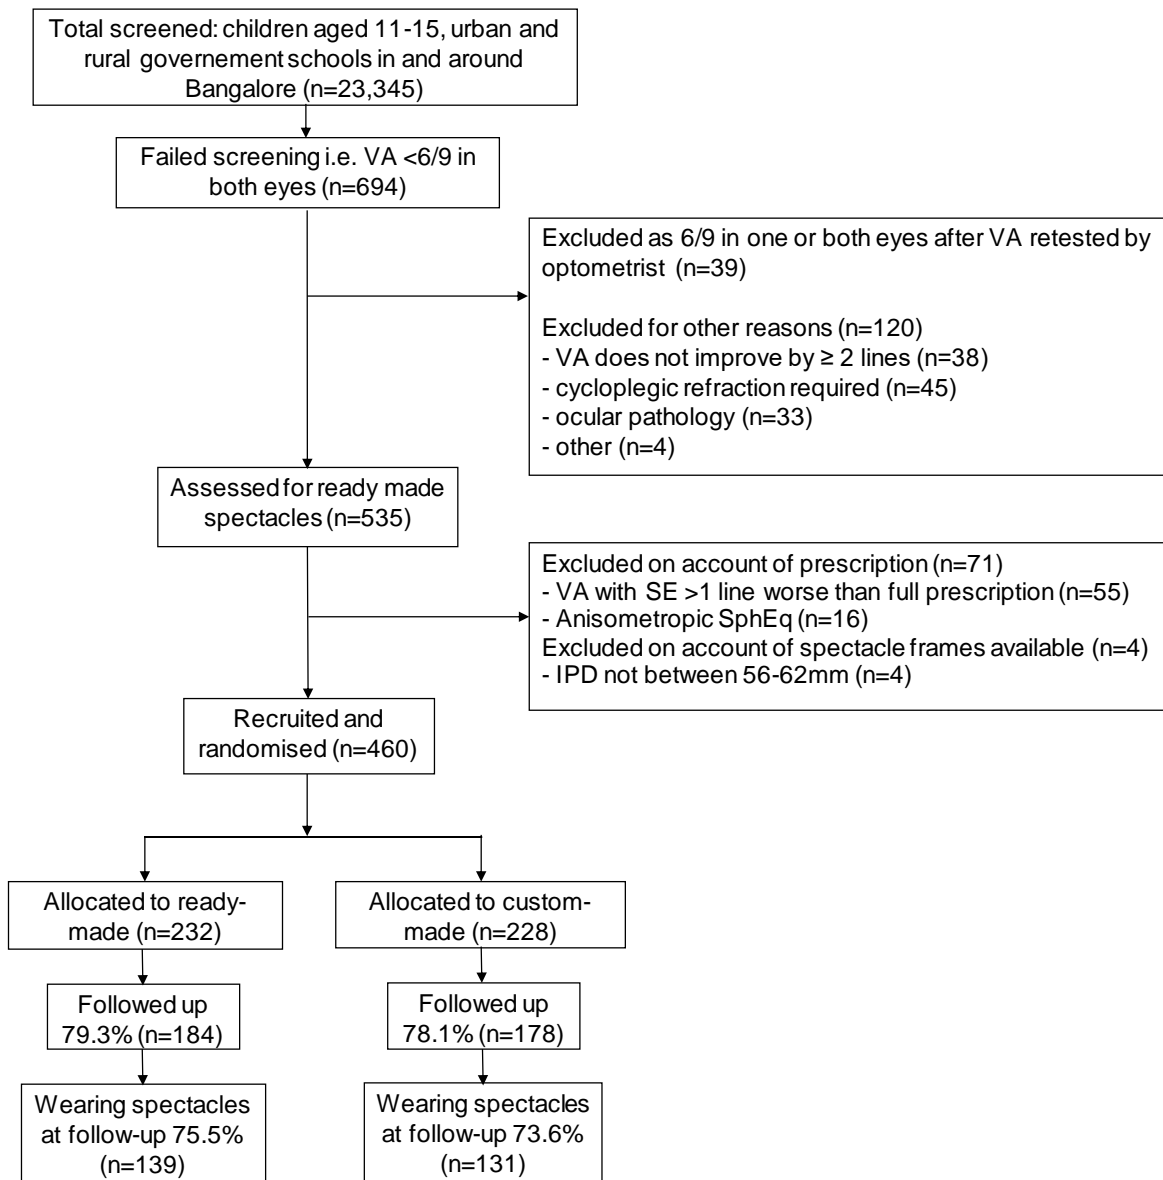 Total screened: children aged 11-15, urban and
rural governement schools in and around
Bangalore (n=23,345)
Failed screening i.e. VA <6/9 in
both eyes (n=694)
Excluded as 6/9 in one or both eyes after VA retested by
optometrist (n=39)
Excluded for other reasons (n=120)
- VA does not improve by ≥ 2 lines (n=38)
- cycloplegic refraction required (n=45)
- ocular pathology (n=33)
- other (n=4)
Assessed for ready made
spectacles (n=535)
Excluded on account of prescription (n=71)
- VA with SE >1 line worse than full prescription (n=55)
- Anisometropic SphEq (n=16)
Excluded on account of spectacle frames available (n=4)
- IPD not between 56-62mm (n=4)
Recruited and
randomised (n=460)
Allocated to ready-
made (n=232)
Allocated to custom-
made (n=228)
Followed up
79.3% (n=184)
Followed up
78.1% (n=178)
Wearing spectacles
at follow-up 75.5%
(n=139)
Wearing spectacles
at follow-up 73.6%
(n=131)